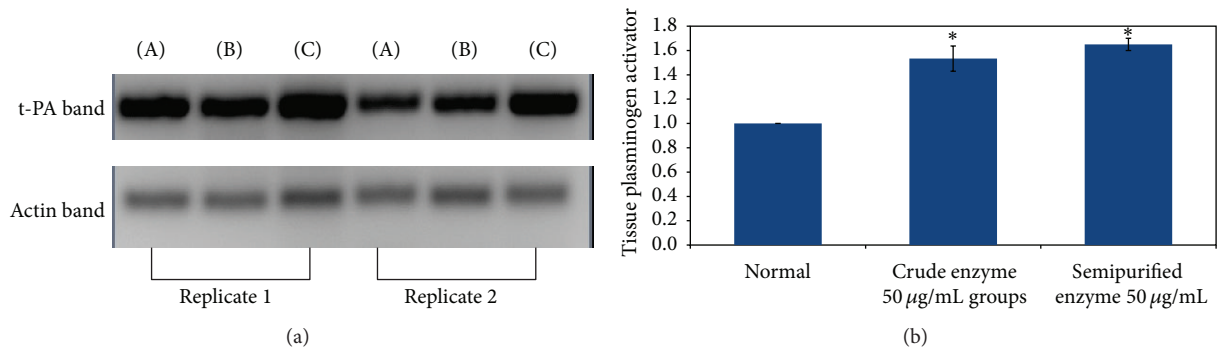 (A) (B) (C) (A) (B) (C)
t-PA band
Actin band
Replicate 1 Replicate 2
(a)
Tissue plasminogen activator
1.8
1.6
1.4
1.2
1.0
0.8
0.6
0.4
0.2
0.0
* *
Normal
Crude enzyme
50 μg/mL groups
Semipurified
enzyme 50 μg/mL
(b)